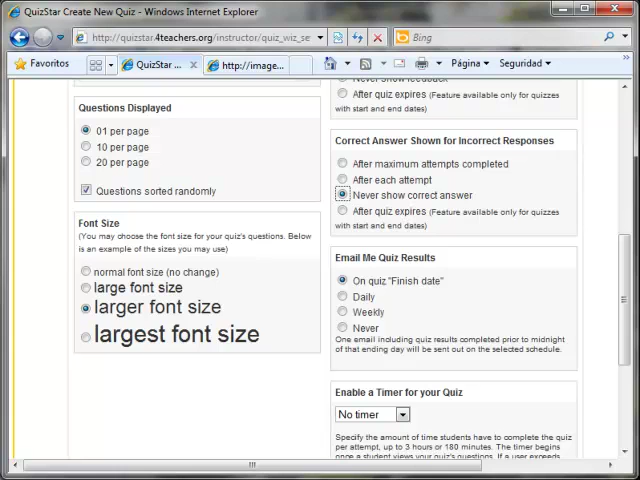 QuizStar Create New Quiz - Windows Internet Explorer
http://quizstar.4teachers.org/instructor/quiz_wiz_se
Bing
Favoritos
QuizStar ...
http://image...
Página
Seguridad
Questions Displayed
01 per page
10 per page
20 per page
Questions sorted randomly
Font Size
(You may choose the font size for your quiz's questions. Below
is an example of the sizes you may use)
normal font size (no change)
large font size
larger font size
largest font size
Never show feedback
After quiz expires (Feature available only for quizzes
with start and end dates)
Correct Answer Shown for Incorrect Responses
After maximum attempts completed
After each attempt
Never show correct answer
After quiz expires (Feature available only for quizzes
with start and end dates)
Email Me Quiz Results
On quiz "Finish date"
Daily
Weekly
Never
One email including quiz results completed prior to midnight
of that ending day will be sent out on the selected schedule.
Enable a Timer for your Quiz
No timer
Specify the amount of time students have to complete the quiz
per attempt, up to 3 hours or 180 minutes. The timer begins
once a student views your quiz's questions. If a user exceeds